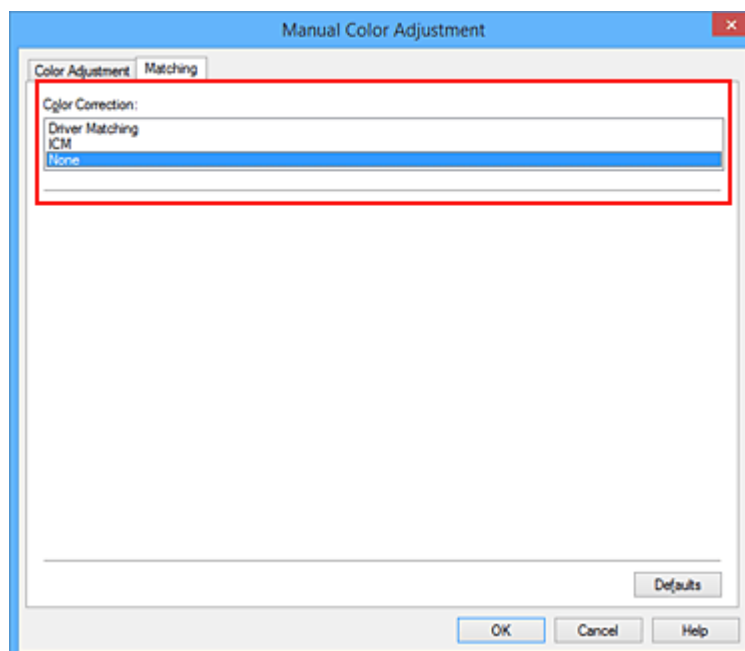 Manual Color Adjustment
Color Adjustment Matching
Color Correction:
Driver Matching
ICM
None
Defaults
OK Cancel Help